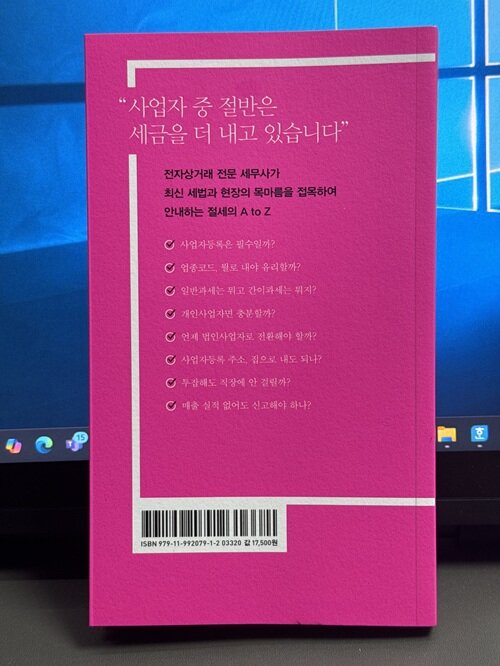 “사업자 중 절반은
세금을 더 내고 있습니다”
전자상거래 전문 세무사가
최신 세법과 현장의 목마름을 접목하여
안내하는 절세의 A to Z
사업자등록은 필수일까?
업종코드, 뭘로 내야 유리할까?
일반과세는 뭐고 간이과세는 뭐지?
개인사업자면 충분할까?
언제 법인사업자로 전환해야 할까?
사업자등록 주소, 집으로 내도 되나?
투잡해도 직장에 안 걸릴까?
매출 실적 없어도 신고해야 하나?
15
ISBN 979-11-992079-1-2 03320 값 17,500원